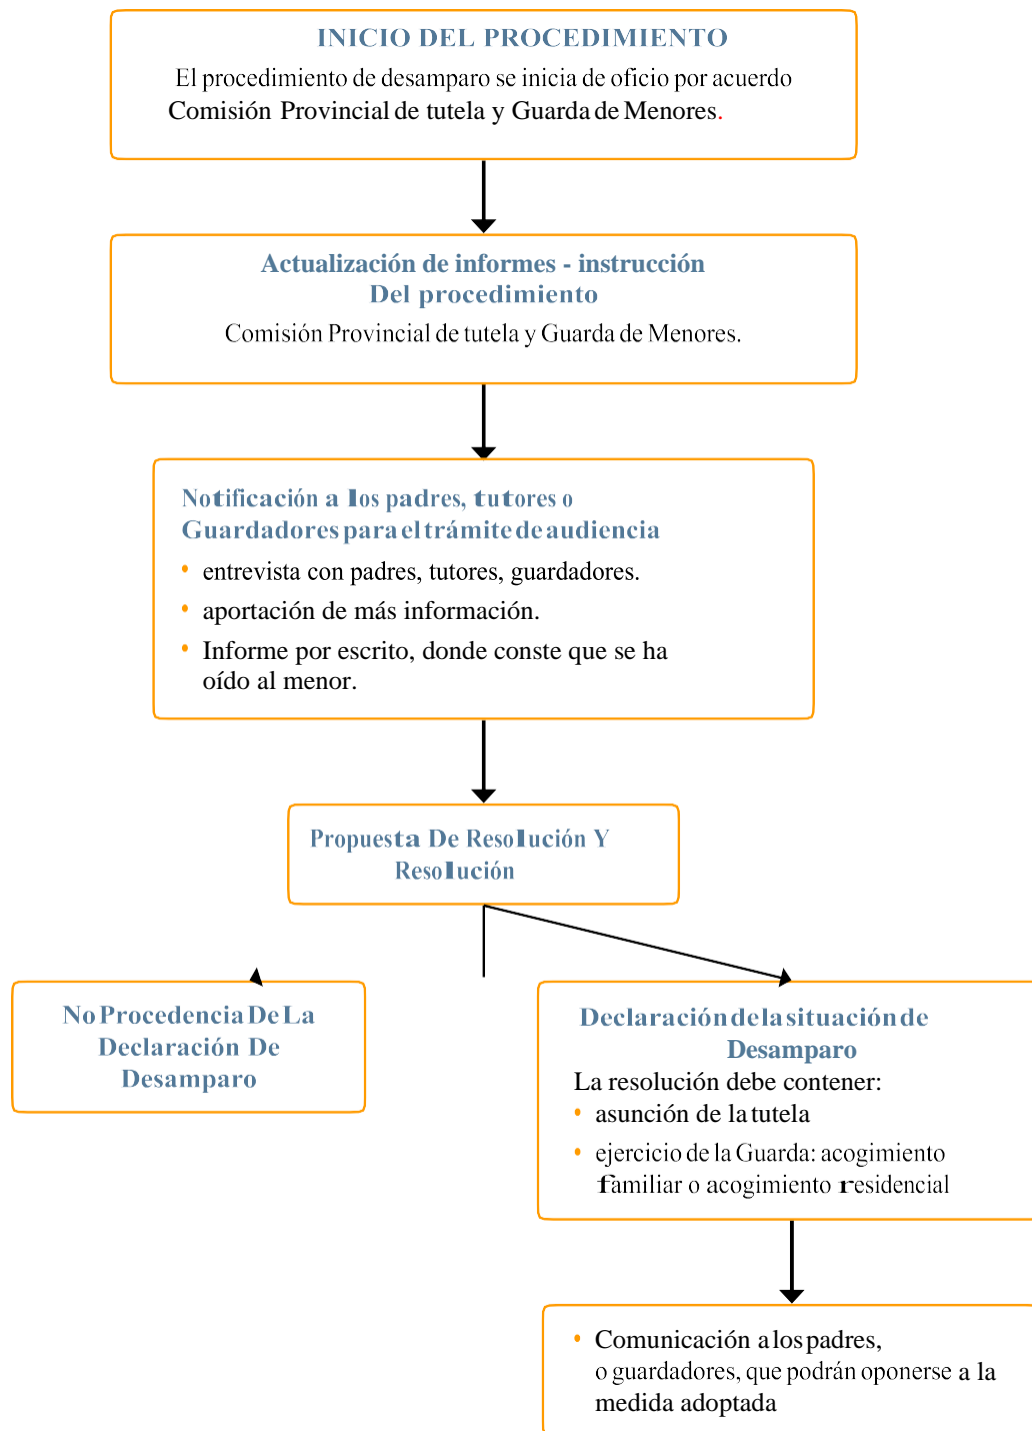 INICIO DEL PROCEDIMIENTO
El procedimiento de desamparo se inicia de oficio por acuerdo
Comisión Provincial de tutela y Guarda de Menores.
Actualización de informes - instrucción
Del procedimiento
Comisión Provincial de tutela y Guarda de Menores.
Notificación a los padres, tutores o
Guardadores para el trámite de audiencia
• entrevista con padres, tutores, guardadores.
• aportación de más información.
• Informe por escrito, donde conste que se ha
oído al menor.
Propuesta De Resolución Y
Resolución
No Procedencia De La
Declaración De
Desamparo
Declaración de la situación de
Desamparo
La resolución debe contener:
• asunción de la tutela
• ejercicio de la Guarda: acogimiento
familiar o acogimiento residencial
• Comunicación a los padres,
o guardadores, que podrán oponerse a la
medida adoptada